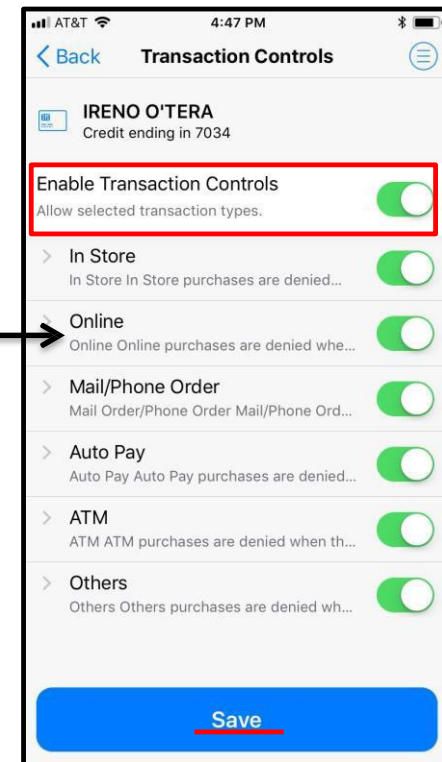 AT&T 4:47 PM
Back Transaction Controls
IRENO O'TERA
Credit ending in 7034
Enable Transaction Controls
Allow selected transaction types.
In Store
In Store In Store purchases are denied...
Online
Online Online purchases are denied whe...
Mail/Phone Order
Mail Order/Phone Order Mail/Phone Ord...
Auto Pay
Auto Pay Auto Pay purchases are denied...
ATM
ATM ATM purchases are denied when th...
Others
Others Others purchases are denied wh...
Save